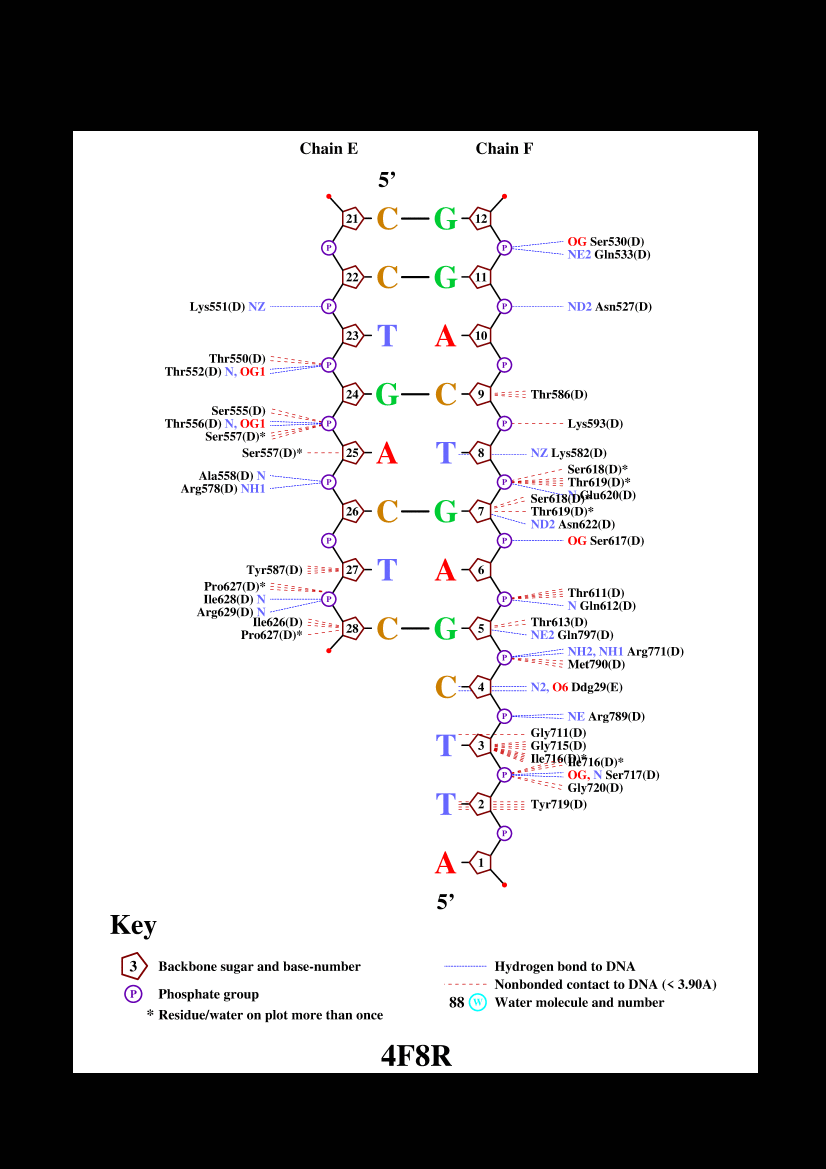 Chain E
Chain F
5’
21 C G 12
P P
OG Ser530(D)
NE2 Gln533(D)
22 C G 11
Lys551(D) NZ P P ND2 Asn527(D)
23 T A 10
Thr550(D)
Thr552(D) N, OG1
P P
24 G C 9 Thr586(D)
Ser555(D)
Thr556(D) N, OG1
Ser557(D)*
P P Lys593(D)
Ser557(D)* 25 A T 8 NZ Lys582(D)
Ala558(D) N
Arg578(D) NH1
P P
Ser618(D)*
Thr619(D)*
N Glu620(D)
26 C G 7
Ser618(D)*
Thr619(D)*
ND2 Asn622(D)
P P OG Ser617(D)
Tyr587(D) 27 T A 6
Pro627(D)*
Ile628(D) N
Arg629(D) N
P P
Thr611(D)
N Gln612(D)
Ile626(D)
Pro627(D)*
28 C G 5
Thr613(D)
NE2 Gln797(D)
P
NH2, NH1 Arg771(D)
Met790(D)
C 4 N2, O6 Ddg29(E)
P NE Arg789(D)
T 3
Gly711(D)
Gly715(D)
Ile716(D)*
P
Ile716(D)*
OG, N Ser717(D)
Gly720(D)
T 2 Tyr719(D)
P
A 1
5’
Key
3 Backbone sugar and base-number
P Phosphate group
* Residue/water on plot more than once
Hydrogen bond to DNA
Nonbonded contact to DNA (< 3.90A)
88 W Water molecule and number
4F8R